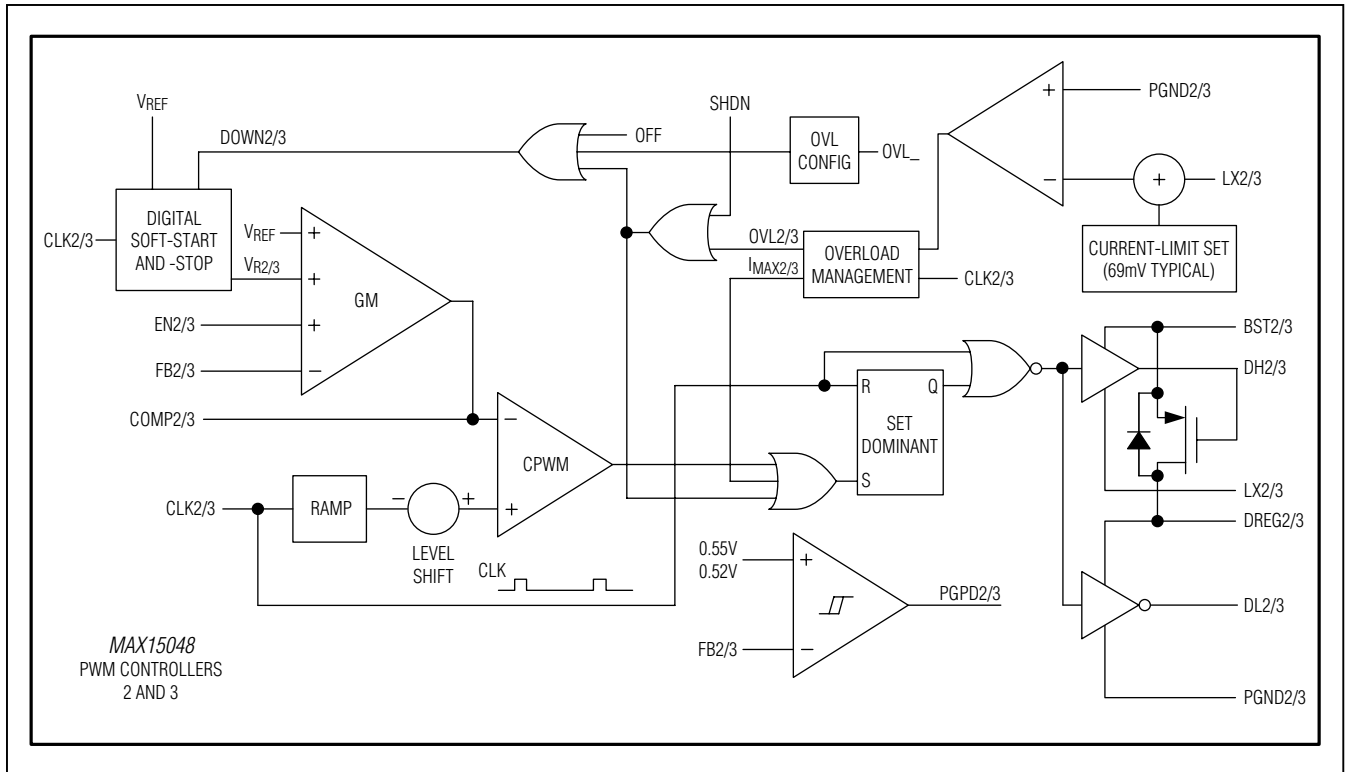 VREF
SHDN
PGND2/3
DOWN2/3
OFF
OVL
CONFIG
OVL_
+
−
+
LX2/3
DIGITAL
SOFT-START
AND -STOP
CLK2/3
VREF
+
VR2/3
+
GM
EN2/3
+
FB2/3
−
OVL2/3
IMAX2/3
OVERLOAD
MANAGEMENT
CLK2/3
CURRENT-LIMIT SET
(69mV TYPICAL)
BST2/3
DH2/3
COMP2/3
−
CPWM
+
R
Q
SET
DOMINANT
S
LX2/3
CLK2/3
RAMP
−
+
LEVEL
SHIFT
CLK
DREG2/3
0.55V
0.52V
+
PGPD2/3
DL2/3
FB2/3
−
MAX15048
PWM CONTROLLERS
2 AND 3
PGND2/3